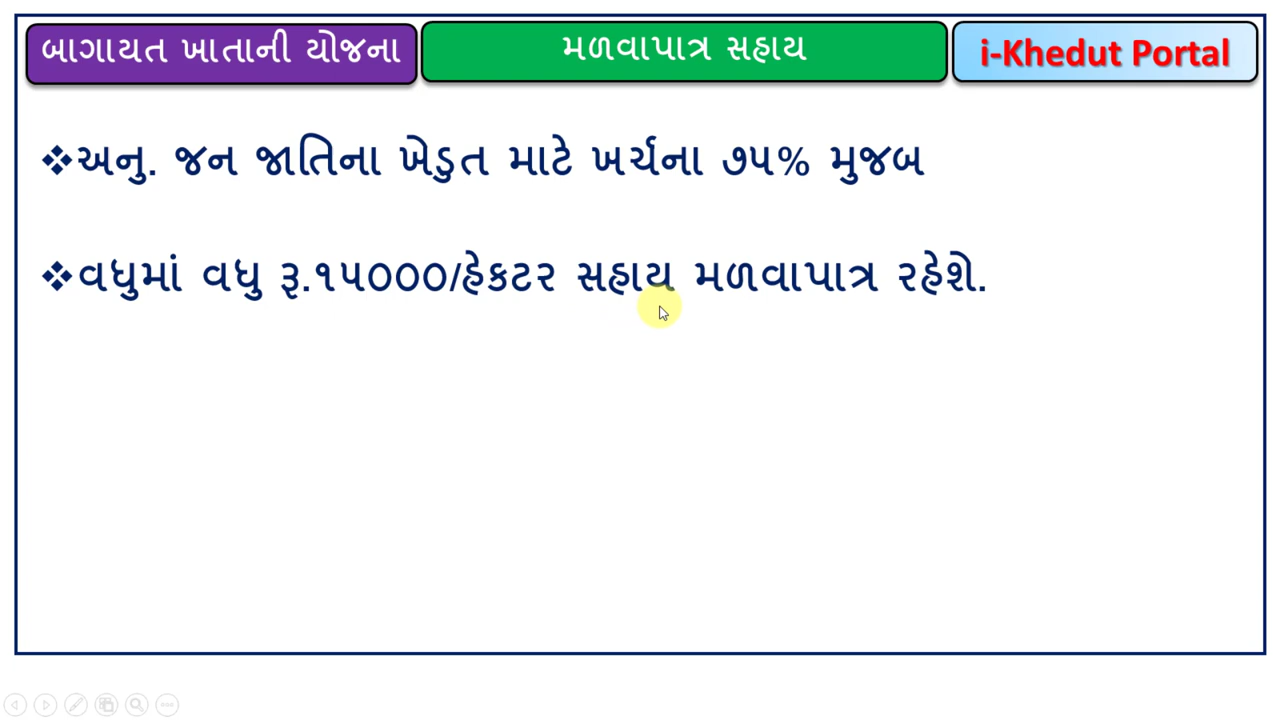 બાગાયત ખાતાની યોજના
મળવાપાત્ર સહાય
i-Khedut Portal
❖અનુ. જન જાતિના ખેડુત માટે ખર્ચના ૭૫% મુજબ
❖વધુમાં વધુ રૂ.૧૫૦૦૦/હેકટર સહાય મળવાપાત્ર રહેશે.